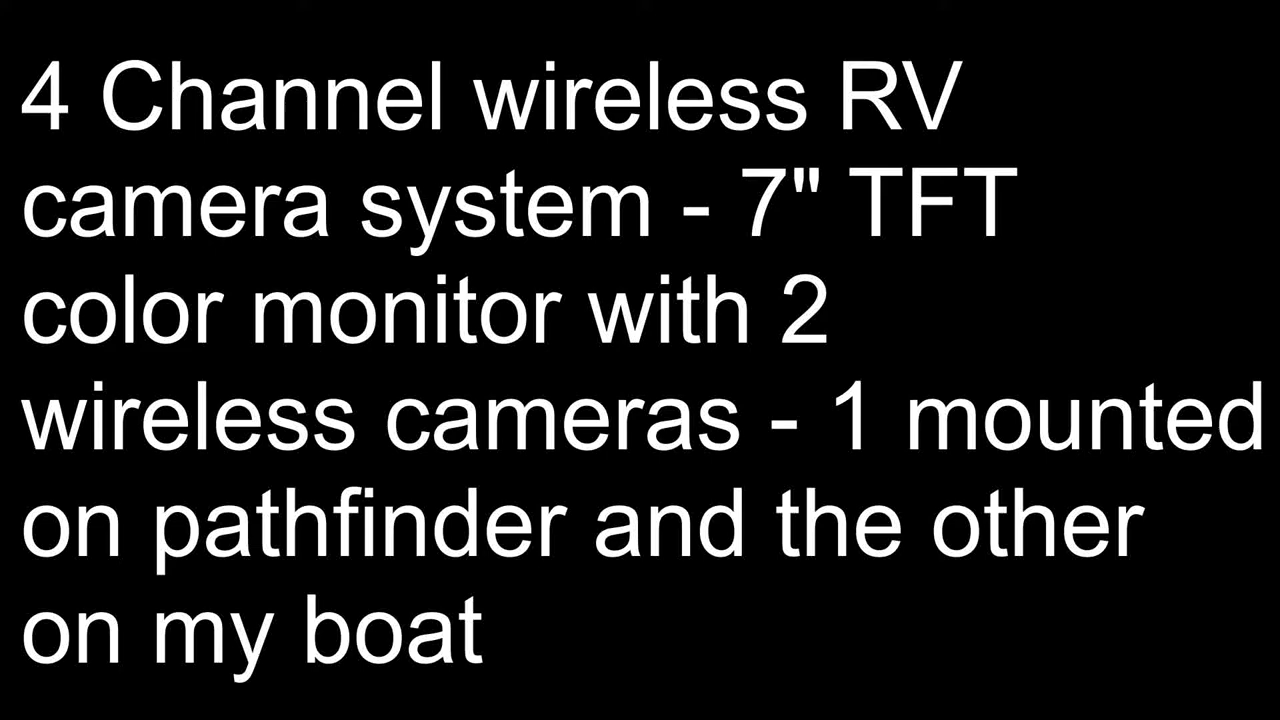 4 Channel wireless RV
camera system - 7" TFT
color monitor with 2
wireless cameras - 1 mounted
on pathfinder and the other
on my boat